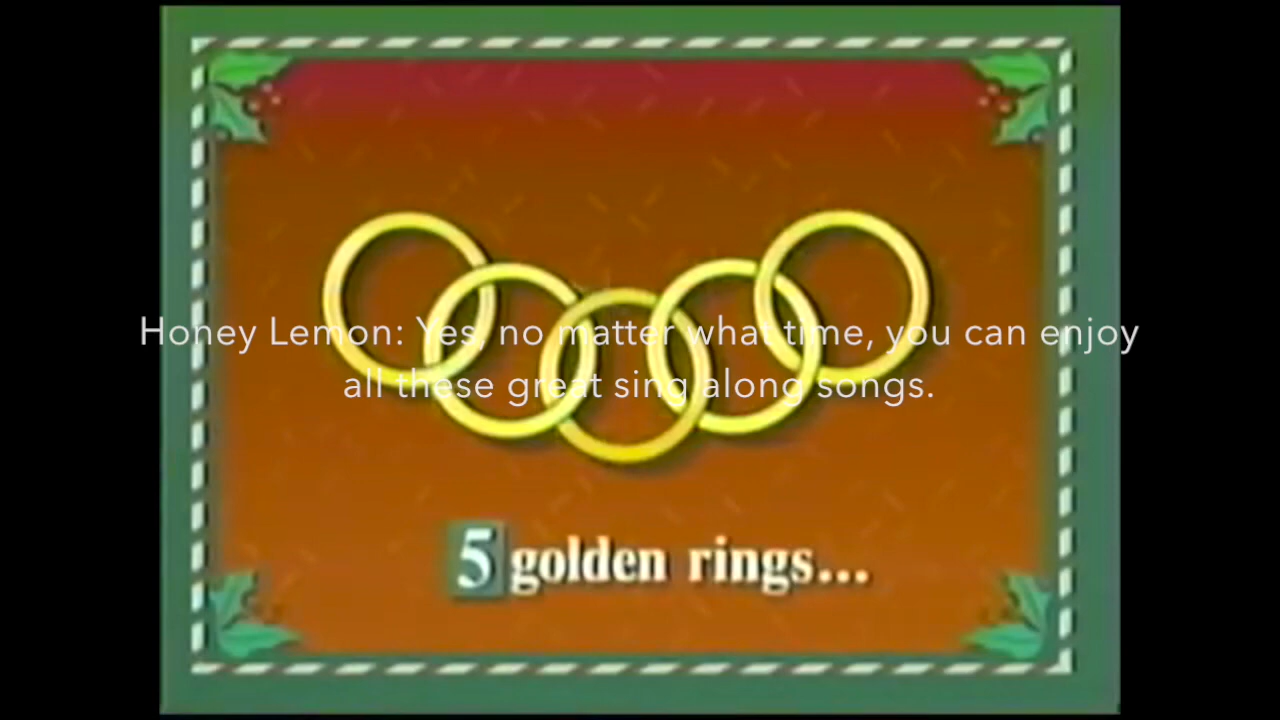 Honey Lemon: Yes, no matter what time, you can enjoy
all these great sing along songs.
5 golden rings...